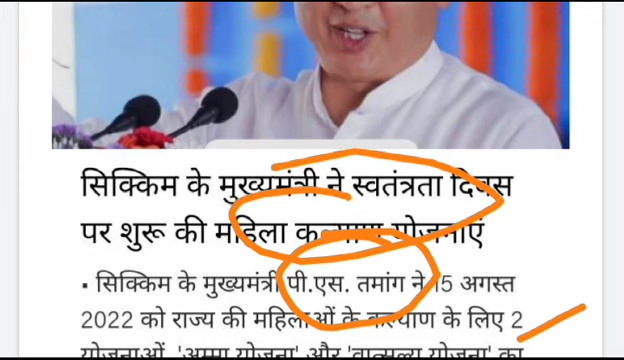 सिक्किम के मुख्यमंत्री ने स्वतंत्रता दिवस
पर शुरू की महिला कल्याण योजनाएं
▪ सिक्किम के मुख्यमंत्री पी.एस. तमांग ने 15 अगस्त
2022 को राज्य की महिलाओं के कल्याण के लिए 2
योजनाओं, 'अम्मा योजना' और 'वात्सल्य योजना' का